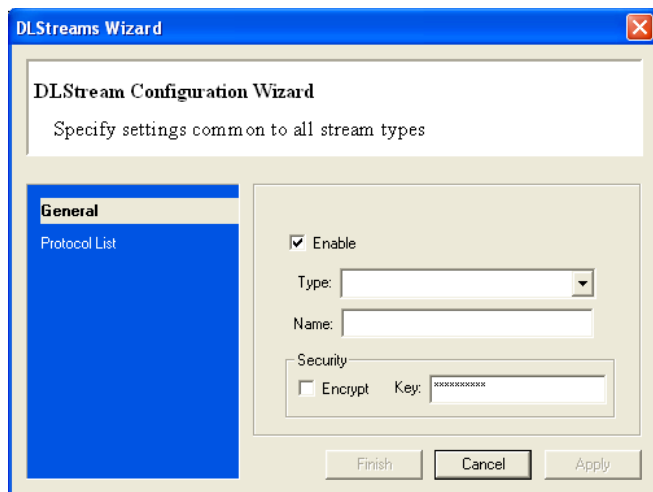 DLStreams Wizard
DLStream Configuration Wizard
Specify settings common to all stream types
General
Protocol List
Enable
Type:
Name:
Security
Encrypt Key: **********
Finish Cancel Apply